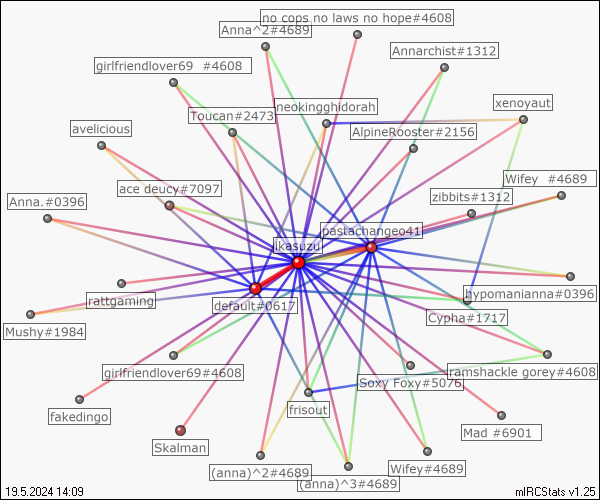 no cops no laws no hope#4608
Anna^2#4689
Annarchist#1312
girlfriendlover69 #4608
neokingghidorah
xenoyaut
Toucan#2473
avelicious
AlpineRooster#2156
Wifey #4689
ace deucy#7097
zibbits#1312
Anna.#0396
pastachangeo41
ikasuzu
rattgaming
hypomanianna#0396
default#0617
Cypha#1717
Mushy#1984
girlfriendlover69#4608
ramshackle gorey#4608
Soxy Foxy#5076
fakedingo
frisout
Mad #6901
Skalman
(anna)^2#4689
Wifey#4689
(anna)^3#4689
19.5.2024 14:09
mIRCStats v1.25